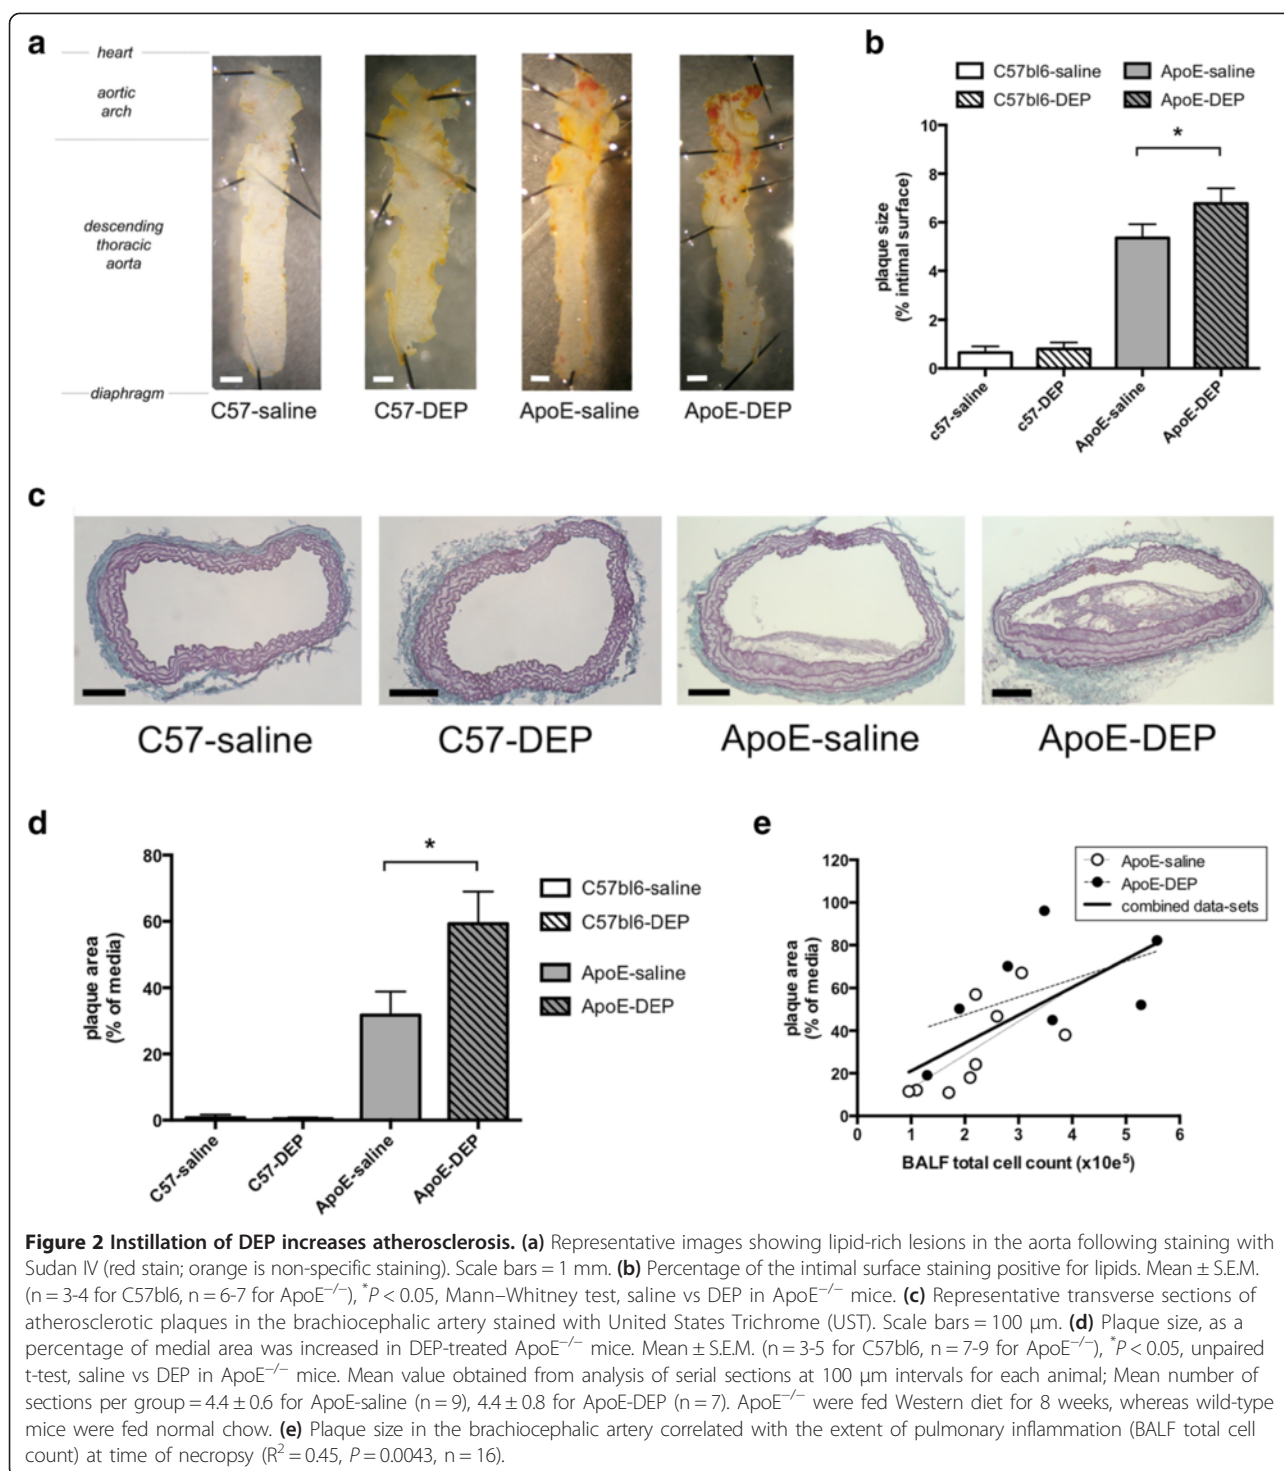 a
heart
aortic
arch
descending
thoracic
aorta
diaphragm
C57-saline
C57-DEP
ApoE-saline
ApoE-DEP
b
C57bl6-saline
ApoE-saline
C57bl6-DEP
ApoE-DEP
plaque size
(% intimal surface)
10
8
6
4
2
0
*
c57-saline
c57-DEP
ApoE-saline
ApoE-DEP
c
C57-saline
C57-DEP
ApoE-saline
ApoE-DEP
d
plaque area
(% of media)
80
60
40
20
0
*
C57-saline
C57-DEP
ApoE-saline
ApoE-DEP
C57bl6-saline
C57bl6-DEP
ApoE-saline
ApoE-DEP
e
plaque area
(% of media)
120
100
80
60
40
20
0
0 1 2 3 4 5 6
BALF total cell count (x10e⁵)
ApoE-saline
ApoE-DEP
combined data-sets
Figure 2 Instillation of DEP increases atherosclerosis. (a) Representative images showing lipid-rich lesions in the aorta following staining with
Sudan IV (red stain; orange is non-specific staining). Scale bars = 1 mm. (b) Percentage of the intimal surface staining positive for lipids. Mean ± S.E.M.
(n = 3-4 for C57bl6, n = 6-7 for ApoE⁻/⁻), *P < 0.05, Mann–Whitney test, saline vs DEP in ApoE⁻/⁻ mice. (c) Representative transverse sections of
atherosclerotic plaques in the brachiocephalic artery stained with United States Trichrome (UST). Scale bars = 100 μm. (d) Plaque size, as a
percentage of medial area was increased in DEP-treated ApoE⁻/⁻ mice. Mean ± S.E.M. (n = 3-5 for C57bl6, n = 7-9 for ApoE⁻/⁻), *P < 0.05, unpaired
t-test, saline vs DEP in ApoE⁻/⁻ mice. Mean value obtained from analysis of serial sections at 100 μm intervals for each animal; Mean number of
sections per group = 4.4 ± 0.6 for ApoE-saline (n = 9), 4.4 ± 0.8 for ApoE-DEP (n = 7). ApoE⁻/⁻ were fed Western diet for 8 weeks, whereas wild-type
mice were fed normal chow. (e) Plaque size in the brachiocephalic artery correlated with the extent of pulmonary inflammation (BALF total cell
count) at time of necropsy (R² = 0.45, P = 0.0043, n = 16).